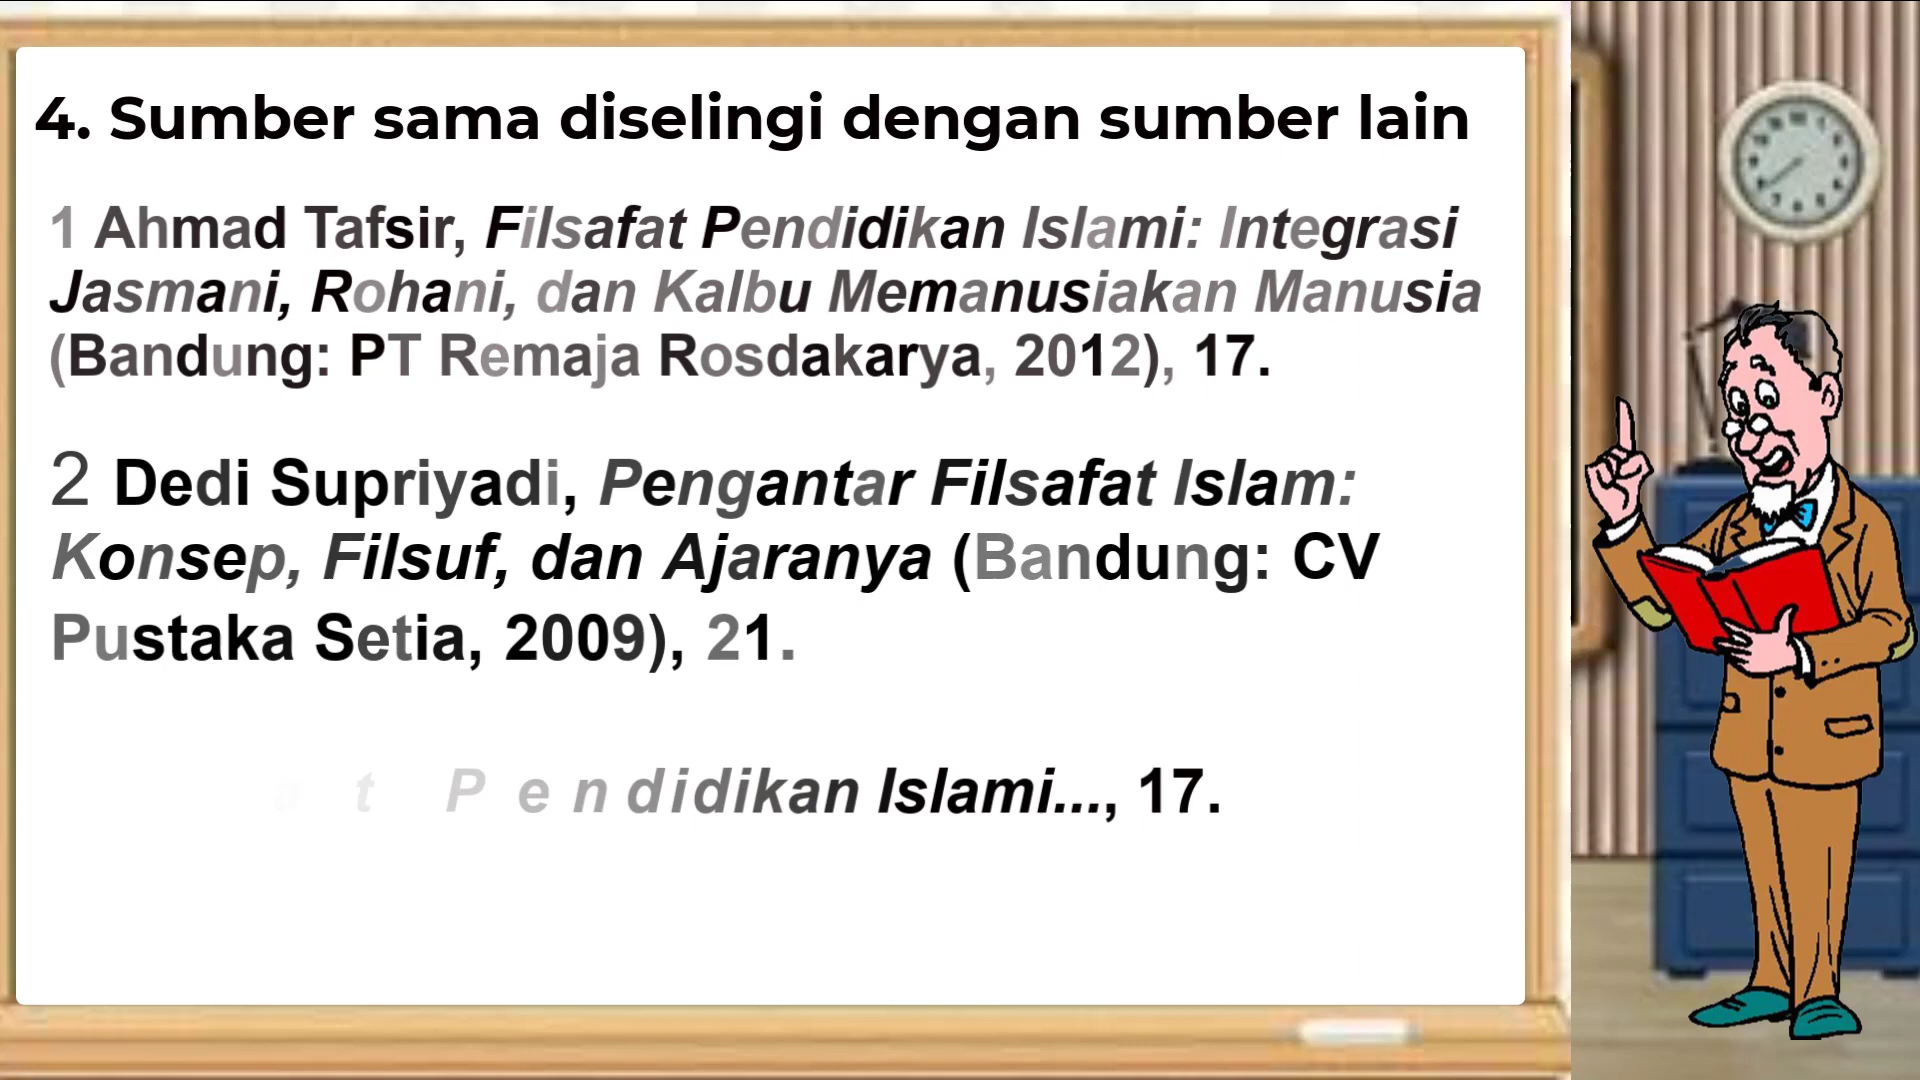 4. Sumber sama diselingi dengan sumber lain
1 Ahmad Tafsir, Filsafat Pendidikan Islami: Integrasi
Jasmani, Rohani, dan Kalbu Memanusiakan Manusia
(Bandung: PT Remaja Rosdakarya, 2012), 17.
2 Dedi Supriyadi, Pengantar Filsafat Islam:
Konsep, Filsuf, dan Ajaranya (Bandung: CV
Pustaka Setia, 2009), 21.
Pendidikan Islami..., 17.